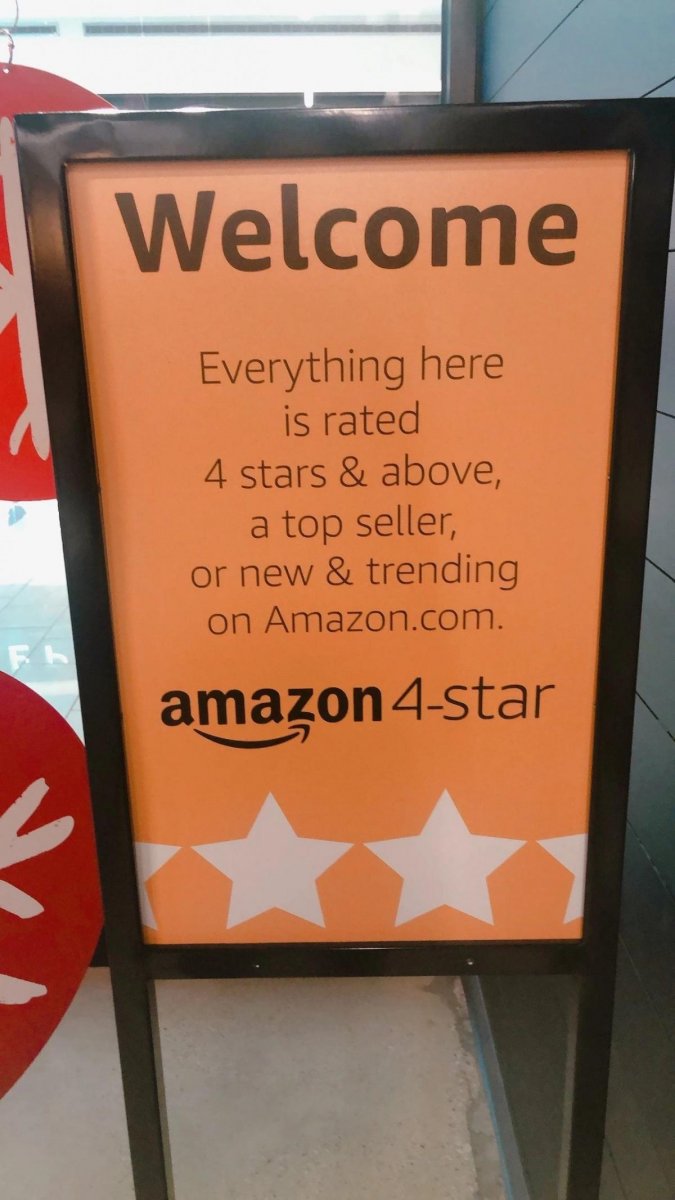 Welcome
Everything here
is rated
4 stars & above,
a top seller,
or new & trending
on Amazon.com.
amazon 4-star